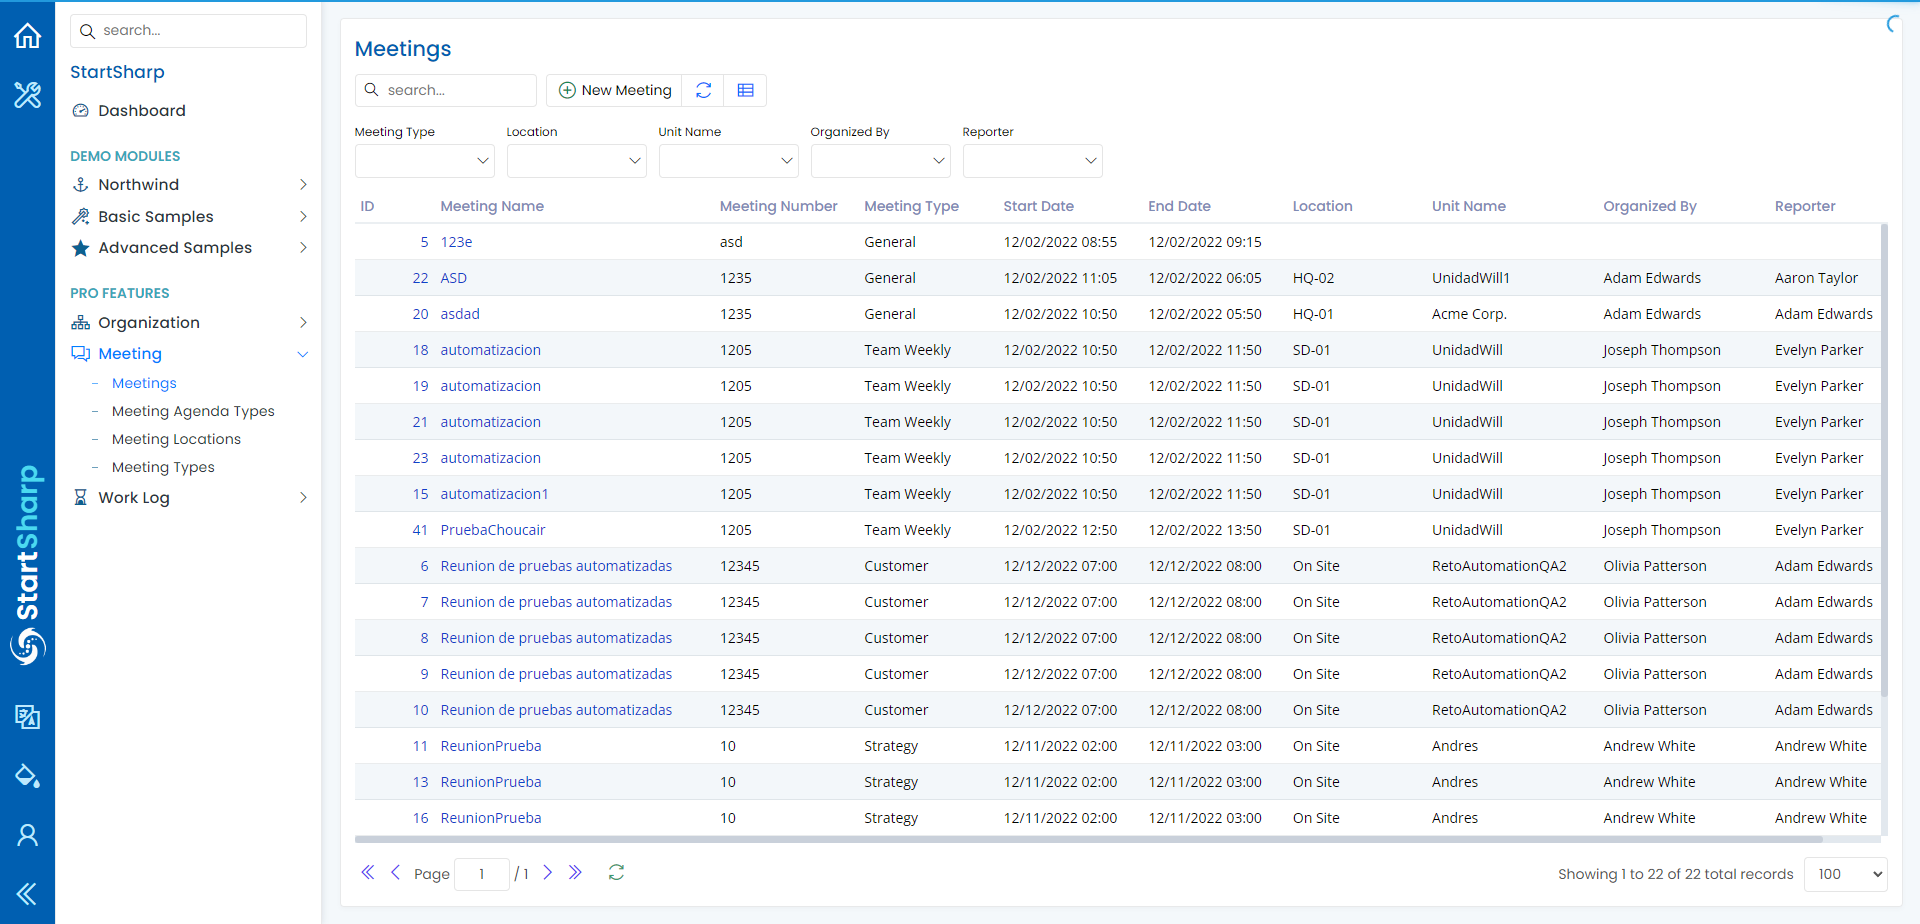 search...
StartSharp
Dashboard
DEMO MODULES
Northwind
Basic Samples
Advanced Samples
PRO FEATURES
Organization
Meeting
Meetings
Meeting Agenda Types
Meeting Locations
Meeting Types
Work Log
StartSharp
Meetings
search...
New Meeting
Meeting Type Location Unit Name Organized By Reporter
ID Meeting Name Meeting Number Meeting Type Start Date End Date Location Unit Name Organized By Reporter
5 123e asd General 12/02/2022 08:55 12/02/2022 09:15
22 ASD 1235 General 12/02/2022 11:05 12/02/2022 06:05 HQ-02 UnidadWill1 Adam Edwards Aaron Taylor
20 asdad 1235 General 12/02/2022 10:50 12/02/2022 05:50 HQ-01 Acme Corp. Adam Edwards Adam Edwards
18 automatizacion 1205 Team Weekly 12/02/2022 10:50 12/02/2022 11:50 SD-01 UnidadWill Joseph Thompson Evelyn Parker
19 automatizacion 1205 Team Weekly 12/02/2022 10:50 12/02/2022 11:50 SD-01 UnidadWill Joseph Thompson Evelyn Parker
21 automatizacion 1205 Team Weekly 12/02/2022 10:50 12/02/2022 11:50 SD-01 UnidadWill Joseph Thompson Evelyn Parker
23 automatizacion 1205 Team Weekly 12/02/2022 10:50 12/02/2022 11:50 SD-01 UnidadWill Joseph Thompson Evelyn Parker
15 automatizacion1 1205 Team Weekly 12/02/2022 10:50 12/02/2022 11:50 SD-01 UnidadWill Joseph Thompson Evelyn Parker
41 PruebaChoucair 1205 Team Weekly 12/02/2022 12:50 12/02/2022 13:50 SD-01 UnidadWill Joseph Thompson Evelyn Parker
6 Reunion de pruebas automatizadas 12345 Customer 12/12/2022 07:00 12/12/2022 08:00 On Site RetoAutomationQA2 Olivia Patterson Adam Edwards
7 Reunion de pruebas automatizadas 12345 Customer 12/12/2022 07:00 12/12/2022 08:00 On Site RetoAutomationQA2 Olivia Patterson Adam Edwards
8 Reunion de pruebas automatizadas 12345 Customer 12/12/2022 07:00 12/12/2022 08:00 On Site RetoAutomationQA2 Olivia Patterson Adam Edwards
9 Reunion de pruebas automatizadas 12345 Customer 12/12/2022 07:00 12/12/2022 08:00 On Site RetoAutomationQA2 Olivia Patterson Adam Edwards
10 Reunion de pruebas automatizadas 12345 Customer 12/12/2022 07:00 12/12/2022 08:00 On Site RetoAutomationQA2 Olivia Patterson Adam Edwards
11 ReunionPrueba 10 Strategy 12/11/2022 02:00 12/11/2022 03:00 On Site Andres Andrew White Andrew White
13 ReunionPrueba 10 Strategy 12/11/2022 02:00 12/11/2022 03:00 On Site Andres Andrew White Andrew White
16 ReunionPrueba 10 Strategy 12/11/2022 02:00 12/11/2022 03:00 On Site Andres Andrew White Andrew White
Page 1 / 1 Showing 1 to 22 of 22 total records 100